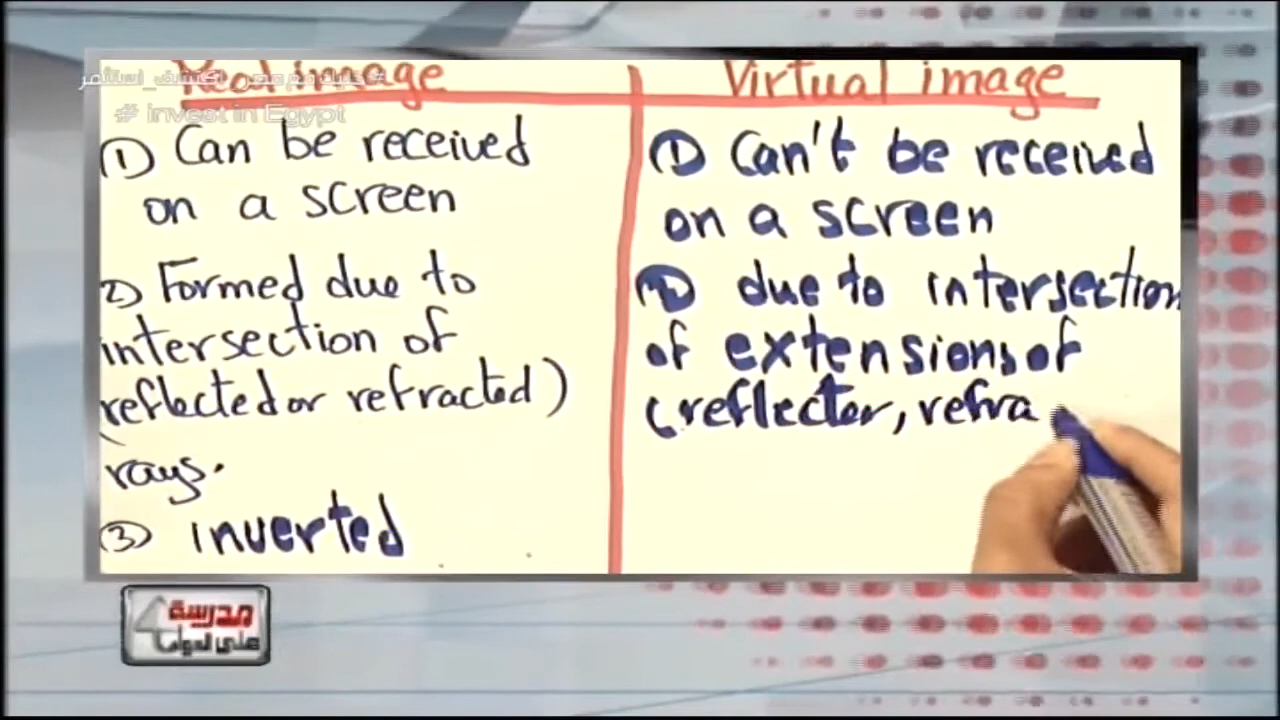 Real image
# invest in Egypt
① Can be received
on a screen
② Formed due to
intersection of
(reflected or refracted)
rays.
③ inverted
Virtual image
① Can't be received
on a screen
② due to intersection
of extensions of
(reflecter, refra
مدرسة
على الهواء
4